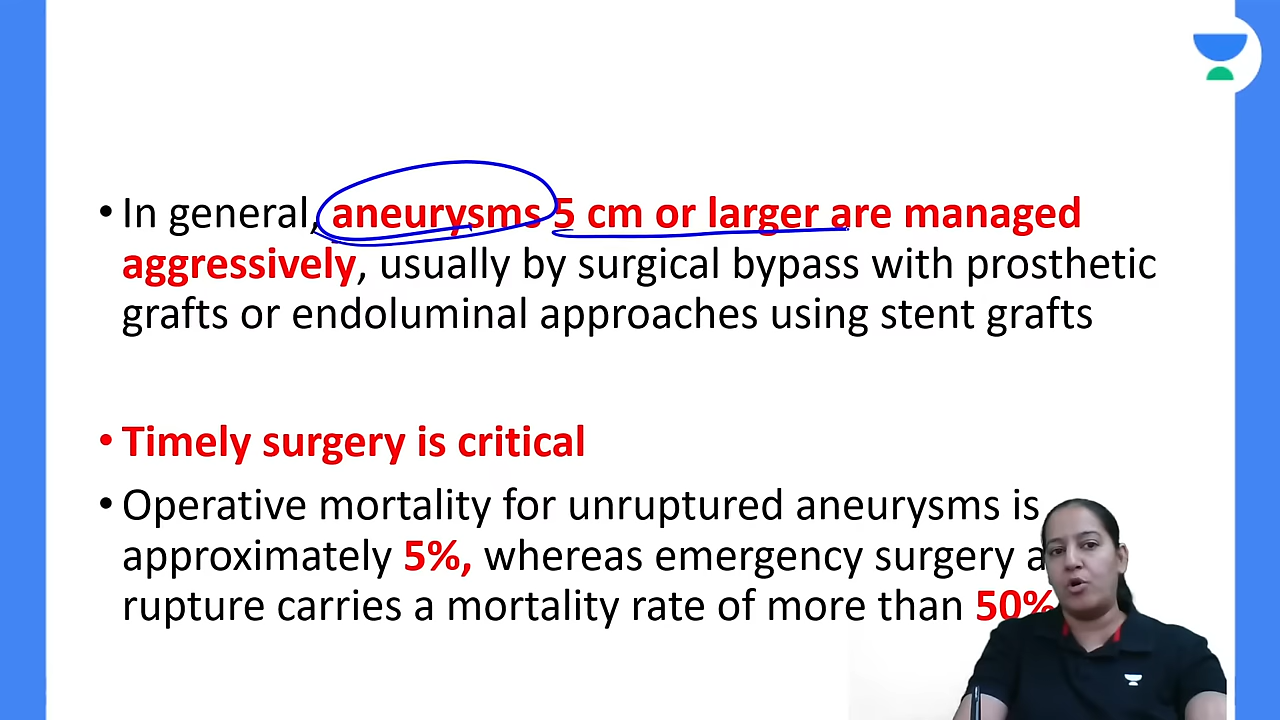 • In general, aneurysms 5 cm or larger are managed
aggressively, usually by surgical bypass with prosthetic
grafts or endoluminal approaches using stent grafts
• Timely surgery is critical
• Operative mortality for unruptured aneurysms is
approximately 5%, whereas emergency surgery
rupture carries a mortality rate of more than 50%